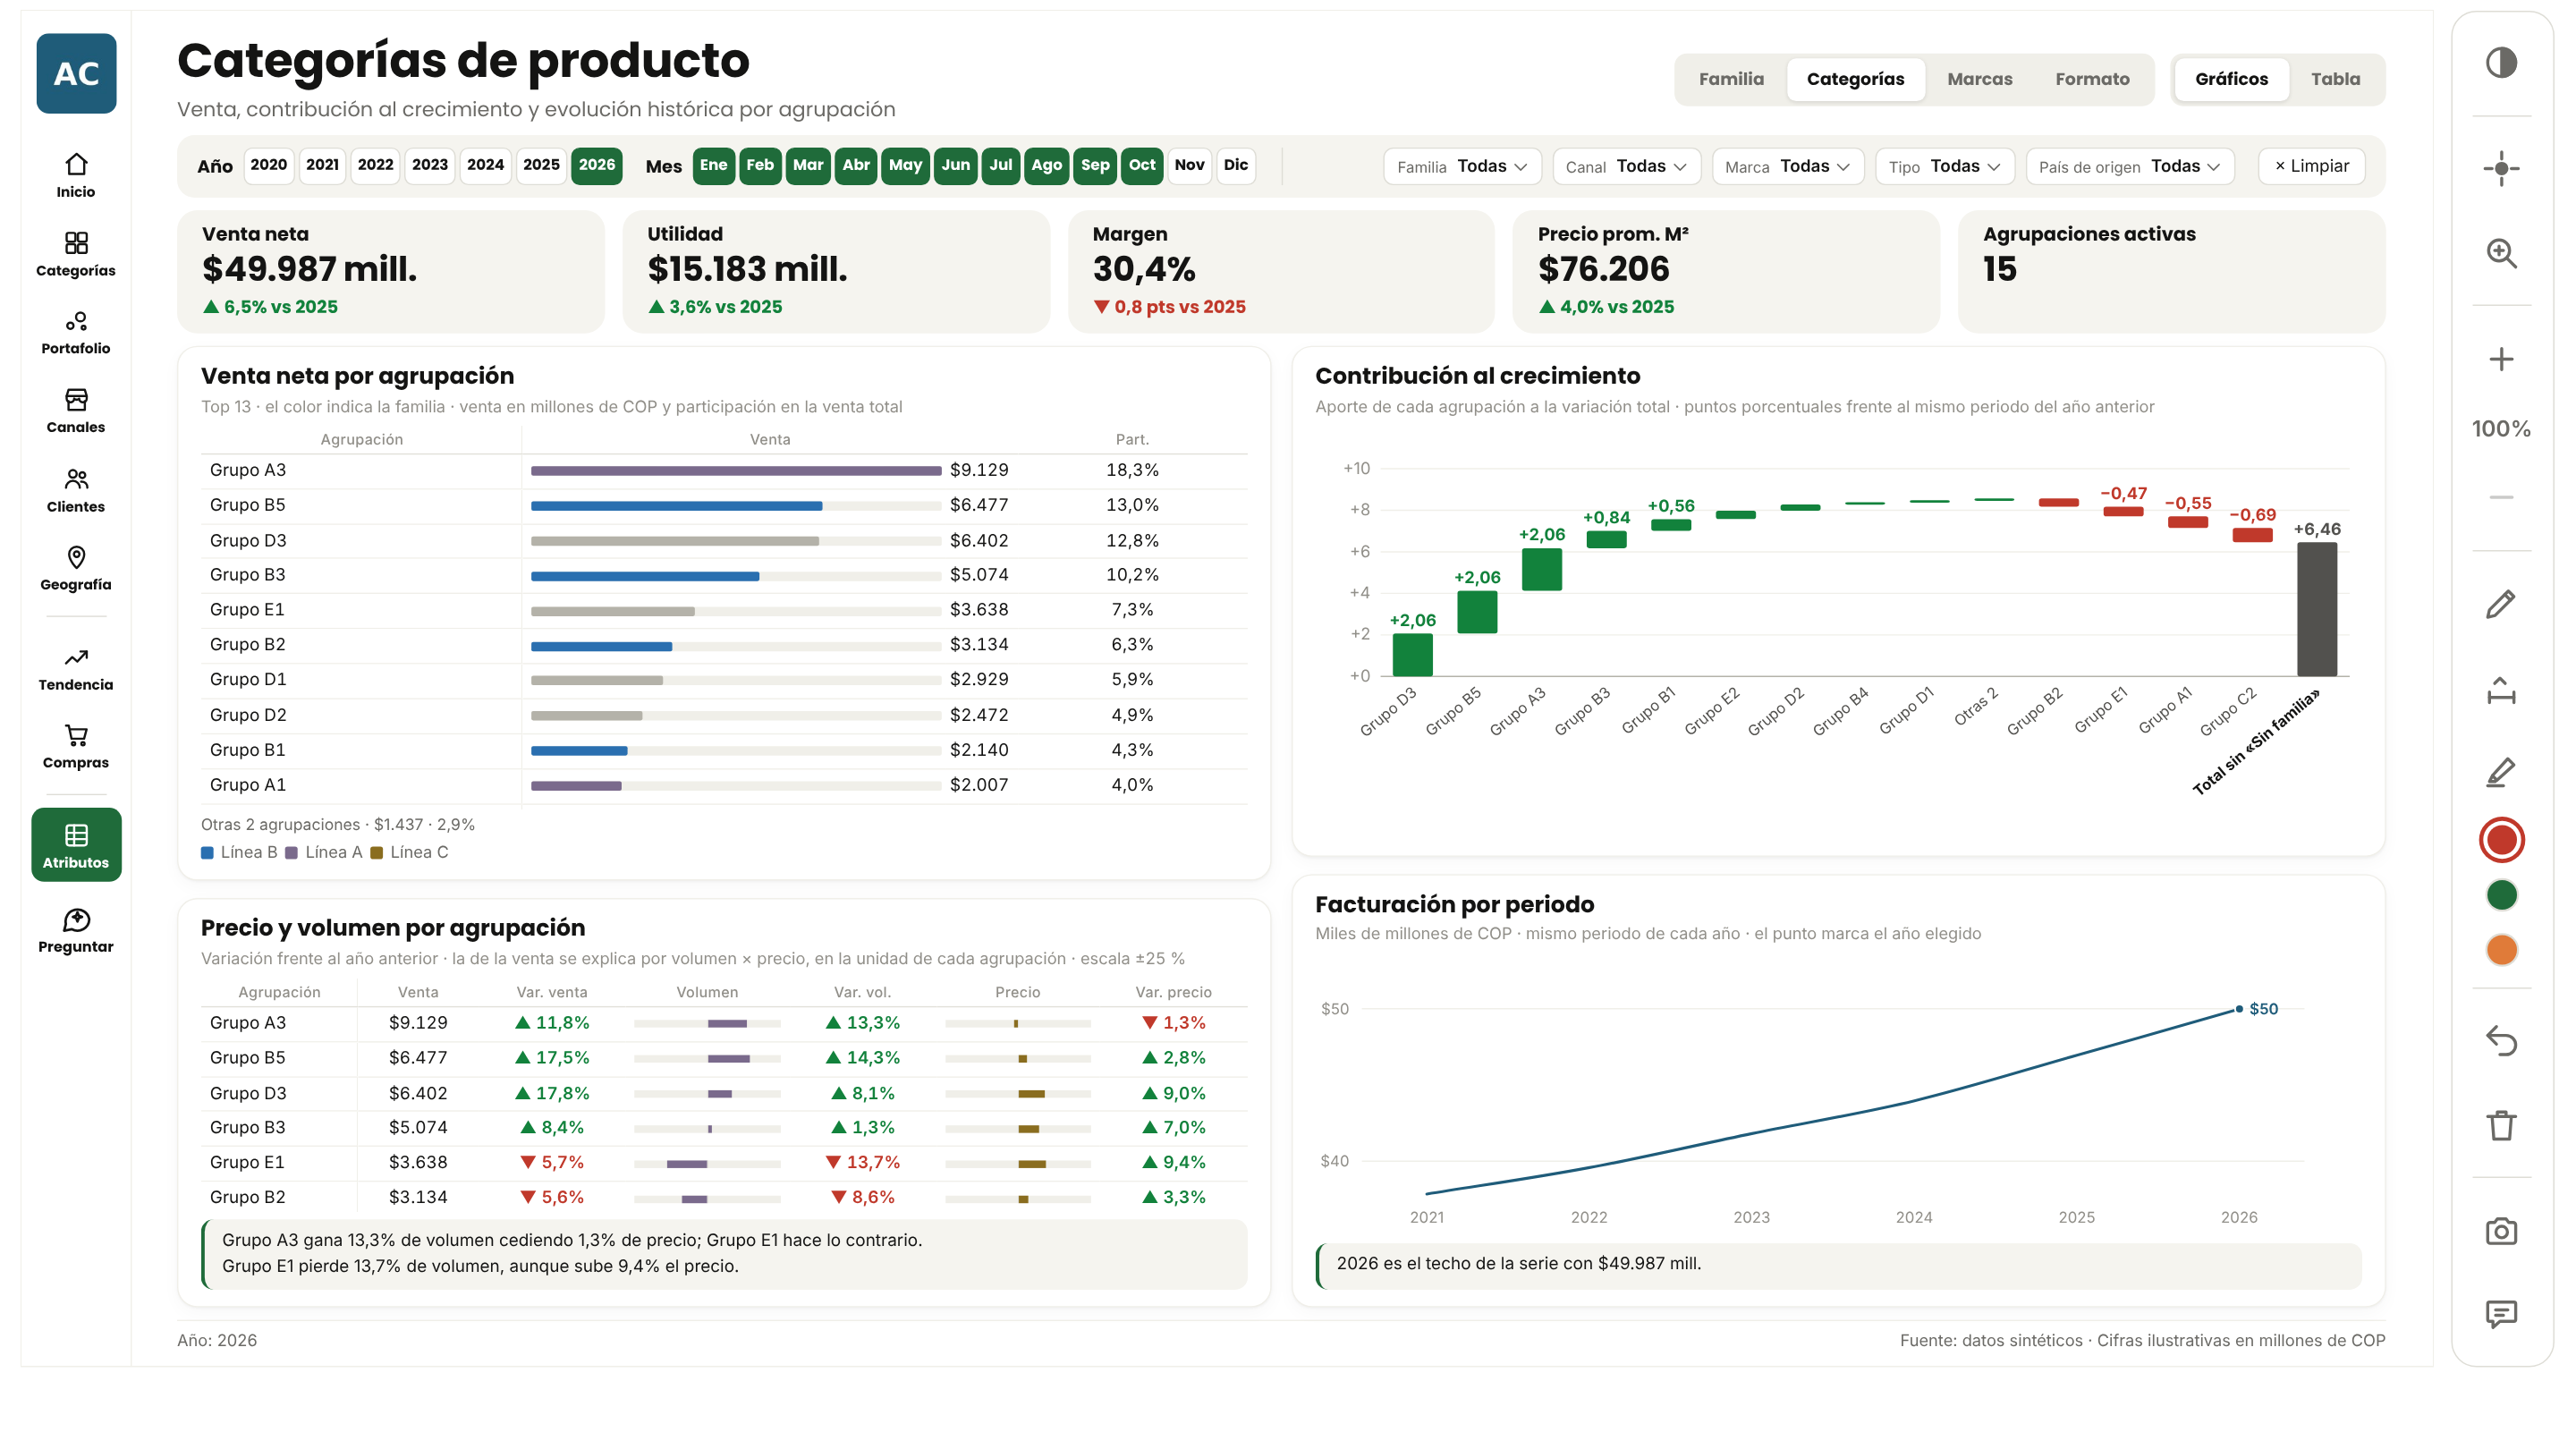 AC
Inicio
Categorías
Portafolio
Canales
Clientes
Geografía
Tendencia
Compras
Atributos
Preguntar
Categorías de producto
Venta, contribución al crecimiento y evolución histórica por agrupación
Familia Categorías Marcas Formato Gráficos Tabla
Año 2020 2021 2022 2023 2024 2025 2026 Mes Ene Feb Mar Abr May Jun Jul Ago Sep Oct Nov Dic Familia Todas Canal Todas Marca Todas Tipo Todas País de origen Todas × Limpiar
Venta neta
$49.987 mill.
▲ 6,5% vs 2025
Utilidad
$15.183 mill.
▲ 3,6% vs 2025
Margen
30,4%
▼ 0,8 pts vs 2025
Precio prom. M²
$76.206
▲ 4,0% vs 2025
Agrupaciones activas
15
Venta neta por agrupación
Top 13 · el color indica la familia · venta en millones de COP y participación en la venta total
Agrupación Venta Part.
Grupo A3 $9.129 18,3%
Grupo B5 $6.477 13,0%
Grupo D3 $6.402 12,8%
Grupo B3 $5.074 10,2%
Grupo E1 $3.638 7,3%
Grupo B2 $3.134 6,3%
Grupo D1 $2.929 5,9%
Grupo D2 $2.472 4,9%
Grupo B1 $2.140 4,3%
Grupo A1 $2.007 4,0%
Otras 2 agrupaciones · $1.437 · 2,9%
Línea B Línea A Línea C
Contribución al crecimiento
Aporte de cada agrupación a la variación total · puntos porcentuales frente al mismo periodo del año anterior
+10
+8
+6
+4
+2
+0
+2,06
+2,06
+2,06
+0,84
+0,56
−0,47
−0,55
−0,69
+6,46
Grupo D3
Grupo B5
Grupo A3
Grupo B3
Grupo B1
Grupo E2
Grupo D2
Grupo B4
Grupo D1
Otras 2
Grupo B2
Grupo E1
Grupo A1
Grupo C2
Total sin «Sin familia»
Precio y volumen por agrupación
Variación frente al año anterior · la de la venta se explica por volumen × precio, en la unidad de cada agrupación · escala ±25 %
Agrupación Venta Var. venta Volumen Var. vol. Precio Var. precio
Grupo A3 $9.129 ▲ 11,8% ▲ 13,3% ▼ 1,3%
Grupo B5 $6.477 ▲ 17,5% ▲ 14,3% ▲ 2,8%
Grupo D3 $6.402 ▲ 17,8% ▲ 8,1% ▲ 9,0%
Grupo B3 $5.074 ▲ 8,4% ▲ 1,3% ▲ 7,0%
Grupo E1 $3.638 ▼ 5,7% ▼ 13,7% ▲ 9,4%
Grupo B2 $3.134 ▼ 5,6% ▼ 8,6% ▲ 3,3%
Grupo A3 gana 13,3% de volumen cediendo 1,3% de precio; Grupo E1 hace lo contrario.
Grupo E1 pierde 13,7% de volumen, aunque sube 9,4% el precio.
Facturación por periodo
Miles de millones de COP · mismo periodo de cada año · el punto marca el año elegido
$50
$40
$50
2021 2022 2023 2024 2025 2026
2026 es el techo de la serie con $49.987 mill.
Año: 2026
Fuente: datos sintéticos · Cifras ilustrativas en millones de COP
100%